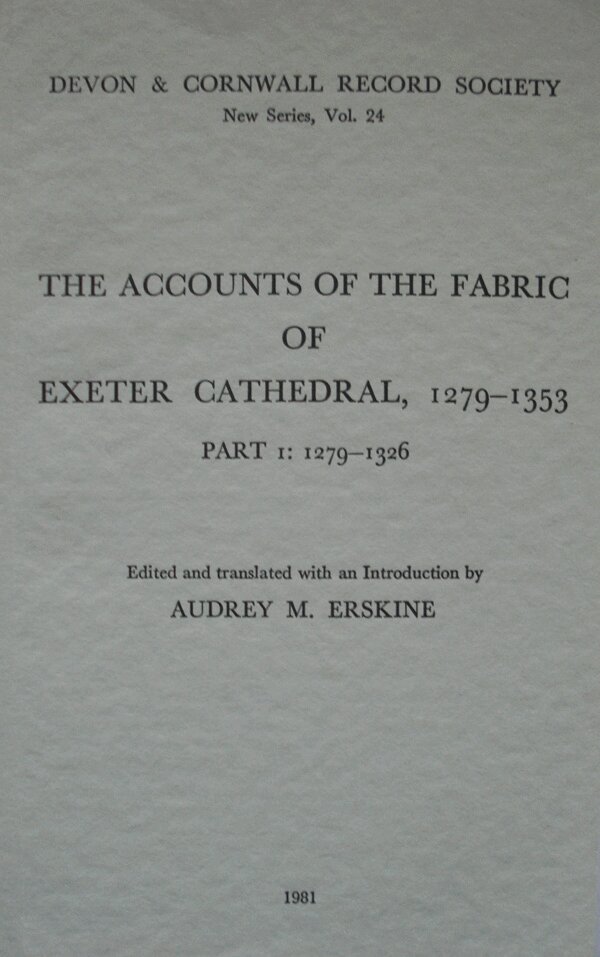 DEVON & CORNWALL RECORD SOCIETY
New Series, Vol. 24
THE ACCOUNTS OF THE FABRIC
OF
EXETER CATHEDRAL, 1279–1353
PART 1: 1279–1326
Edited and translated with an Introduction by
AUDREY M. ERSKINE
1981